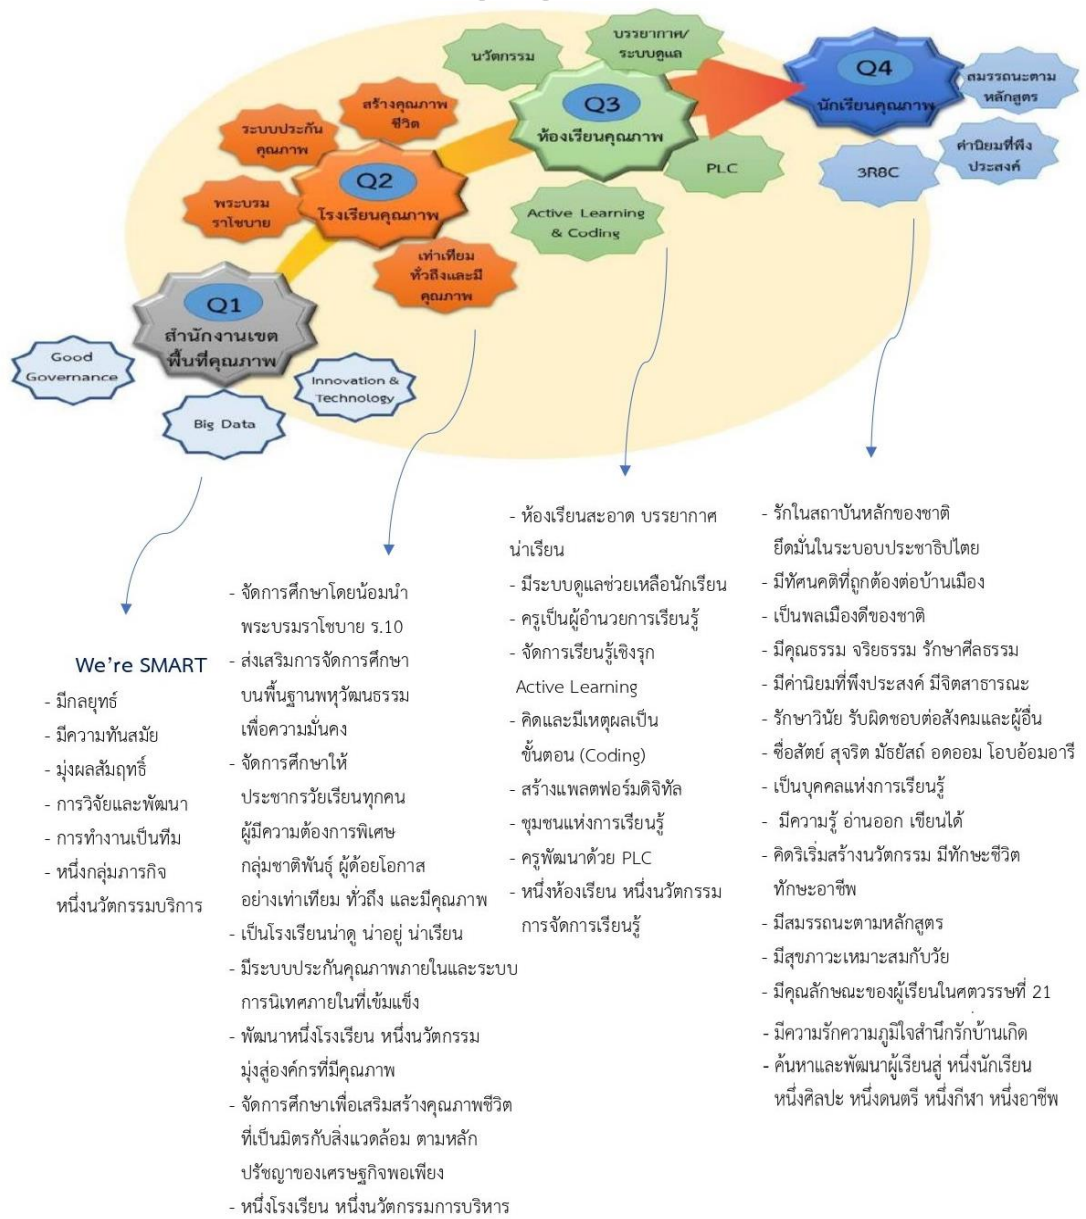 Q1
สำนักงานเขต
พื้นที่คุณภาพ
Good
Governance
Big Data
Innovation &
Technology
Q2
โรงเรียนคุณภาพ
พระบรม
ราโชบาย
ระบบประกัน
คุณภาพ
สร้างคุณภาพ
ชีวิต
เท่าเทียม
ทั่วถึงและมี
คุณภาพ
Q3
ห้องเรียนคุณภาพ
นวัตกรรม
บรรยากาศ/
ระบบดูแล
PLC
Active Learning
& Coding
Q4
นักเรียนคุณภาพ
สมรรถนะตาม
หลักสูตร
ค่านิยมที่พึง
ประสงค์
3R8C
We're SMART
- มีกลยุทธ์
- มีความทันสมัย
- มุ่งผลสัมฤทธิ์
- การวิจัยและพัฒนา
- การทำงานเป็นทีม
- หนึ่งกลุ่มภารกิจ
หนึ่งนวัตกรรมบริการ
- จัดการศึกษาโดยน้อมนำ
พระบรมราโชบาย ร.10
- ส่งเสริมการจัดการศึกษา
บนพื้นฐานพหุวัฒนธรรม
เพื่อความมั่นคง
- จัดการศึกษาให้
ประชากรวัยเรียนทุกคน
ผู้มีความต้องการพิเศษ
กลุ่มชาติพันธุ์ ผู้ด้อยโอกาส
อย่างเท่าเทียม ทั่วถึง และมีคุณภาพ
- เป็นโรงเรียนน่าดู น่าอยู่ น่าเรียน
- มีระบบประกันคุณภาพภายในและระบบ
การนิเทศภายในที่เข้มแข็ง
- พัฒนาหนึ่งโรงเรียน หนึ่งนวัตกรรม
มุ่งสู่องค์กรที่มีคุณภาพ
- จัดการศึกษาเพื่อเสริมสร้างคุณภาพชีวิต
ที่เป็นมิตรกับสิ่งแวดล้อม ตามหลัก
ปรัชญาของเศรษฐกิจพอเพียง
- หนึ่งโรงเรียน หนึ่งนวัตกรรมการบริหาร
- ห้องเรียนสะอาด บรรยากาศ
น่าเรียน
- มีระบบดูแลช่วยเหลือนักเรียน
- ครูเป็นผู้อำนวยการเรียนรู้
- จัดการเรียนรู้เชิงรุก
Active Learning
- คิดและมีเหตุผลเป็น
ขั้นตอน (Coding)
- สร้างแพลตฟอร์มดิจิทัล
- ชุมชนแห่งการเรียนรู้
- ครูพัฒนาด้วย PLC
- หนึ่งห้องเรียน หนึ่งนวัตกรรม
การจัดการเรียนรู้
- รักในสถาบันหลักของชาติ
ยึดมั่นในระบอบประชาธิปไตย
- มีทัศนคติที่ถูกต้องต่อบ้านเมือง
- เป็นพลเมืองดีของชาติ
- มีคุณธรรม จริยธรรม รักษาศีลธรรม
- มีค่านิยมที่พึงประสงค์ มีจิตสาธารณะ
- รักษาวินัย รับผิดชอบต่อสังคมและผู้อื่น
- ซื่อสัตย์ สุจริต มัธยัสถ์ อดออม โอบอ้อมอารี
- เป็นบุคคลแห่งการเรียนรู้
- มีความรู้ อ่านออก เขียนได้
- คิดริเริ่มสร้างนวัตกรรม มีทักษะชีวิต
ทักษะอาชีพ
- มีสมรรถนะตามหลักสูตร
- มีสุขภาวะเหมาะสมกับวัย
- มีคุณลักษณะของผู้เรียนในศตวรรษที่ 21
- มีความรักความภูมิใจสำนึกรักบ้านเกิด
- ค้นหาและพัฒนาผู้เรียนสู่ หนึ่งนักเรียน
หนึ่งศิลปะ หนึ่งดนตรี หนึ่งกีฬา หนึ่งอาชีพ